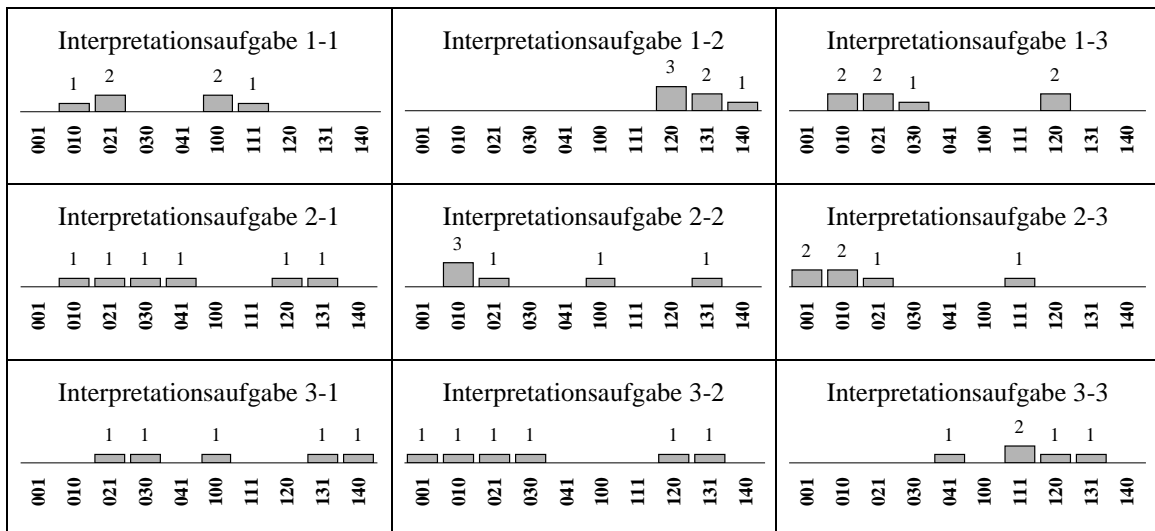 Interpretationsaufgabe 1-1
1 2 2 1
001 010 021 030 041 100 111 120 131 140
Interpretationsaufgabe 1-2
3 2 1
001 010 021 030 041 100 111 120 131 140
Interpretationsaufgabe 1-3
2 2 1 2
001 010 021 030 041 100 111 120 131 140
Interpretationsaufgabe 2-1
1 1 1 1 1 1
001 010 021 030 041 100 111 120 131 140
Interpretationsaufgabe 2-2
3 1 1 1
001 010 021 030 041 100 111 120 131 140
Interpretationsaufgabe 2-3
2 2 1 1
001 010 021 030 041 100 111 120 131 140
Interpretationsaufgabe 3-1
1 1 1 1 1
001 010 021 030 041 100 111 120 131 140
Interpretationsaufgabe 3-2
1 1 1 1 1 1
001 010 021 030 041 100 111 120 131 140
Interpretationsaufgabe 3-3
1 2 1 1
001 010 021 030 041 100 111 120 131 140